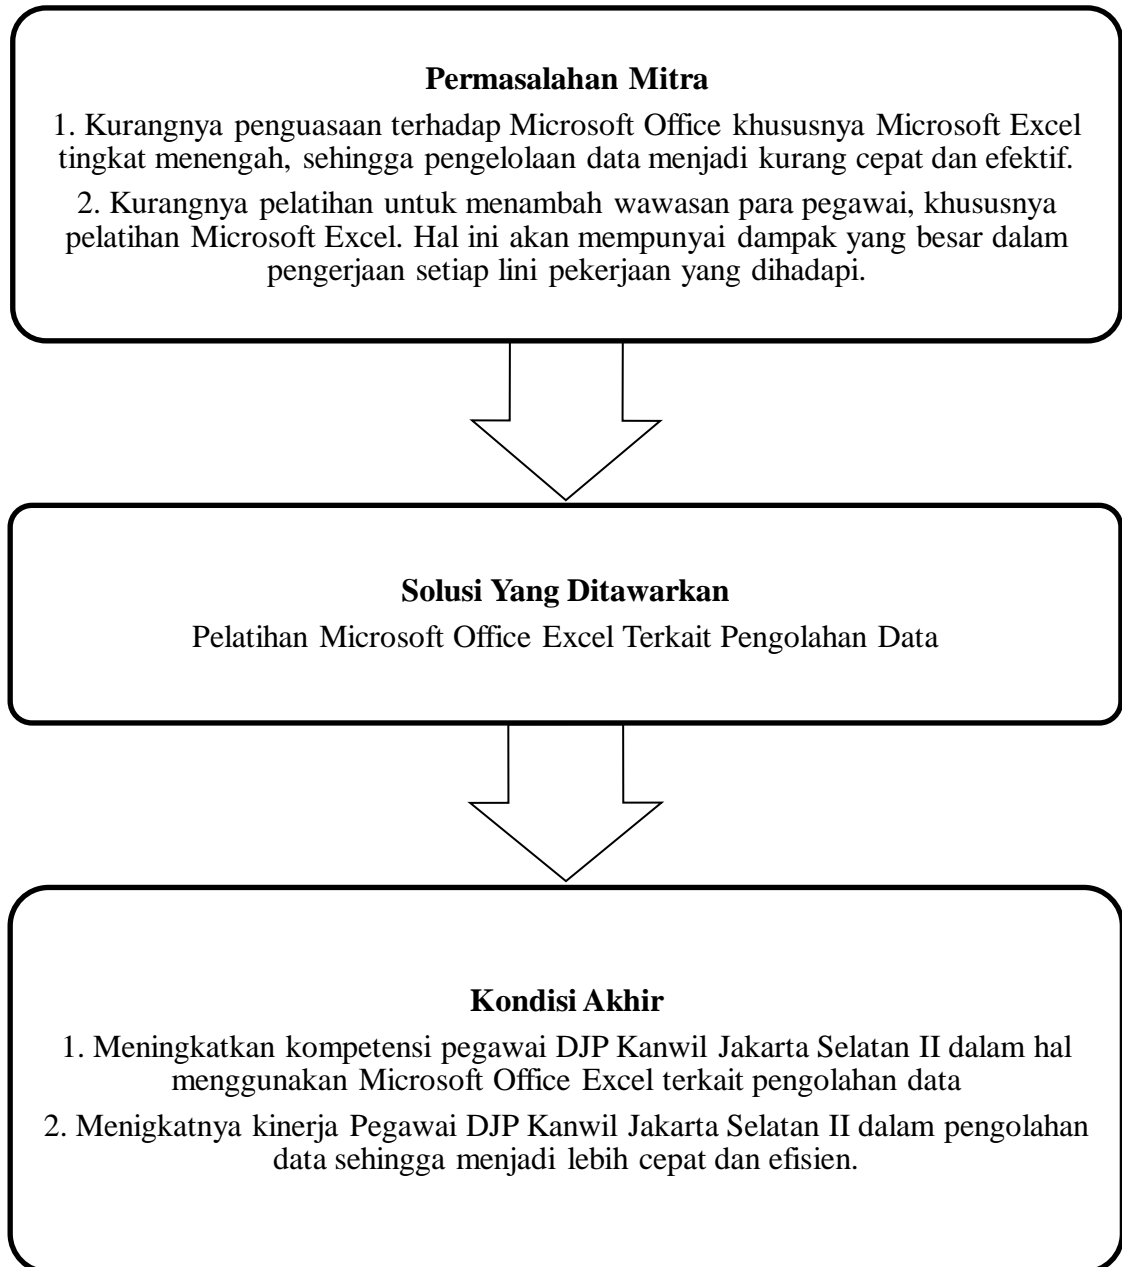 Permasalahan Mitra
1. Kurangnya penguasaan terhadap Microsoft Office khususnya Microsoft Excel
tingkat menengah, sehingga pengelolaan data menjadi kurang cepat dan efektif.
2. Kurangnya pelatihan untuk menambah wawasan para pegawai, khususnya
pelatihan Microsoft Excel. Hal ini akan mempunyai dampak yang besar dalam
pengerjaan setiap lini pekerjaan yang dihadapi.
Solusi Yang Ditawarkan
Pelatihan Microsoft Office Excel Terkait Pengolahan Data
Kondisi Akhir
1. Meningkatkan kompetensi pegawai DJP Kanwil Jakarta Selatan II dalam hal
menggunakan Microsoft Office Excel terkait pengolahan data
2. Menigkatnya kinerja Pegawai DJP Kanwil Jakarta Selatan II dalam pengolahan
data sehingga menjadi lebih cepat dan efisien.